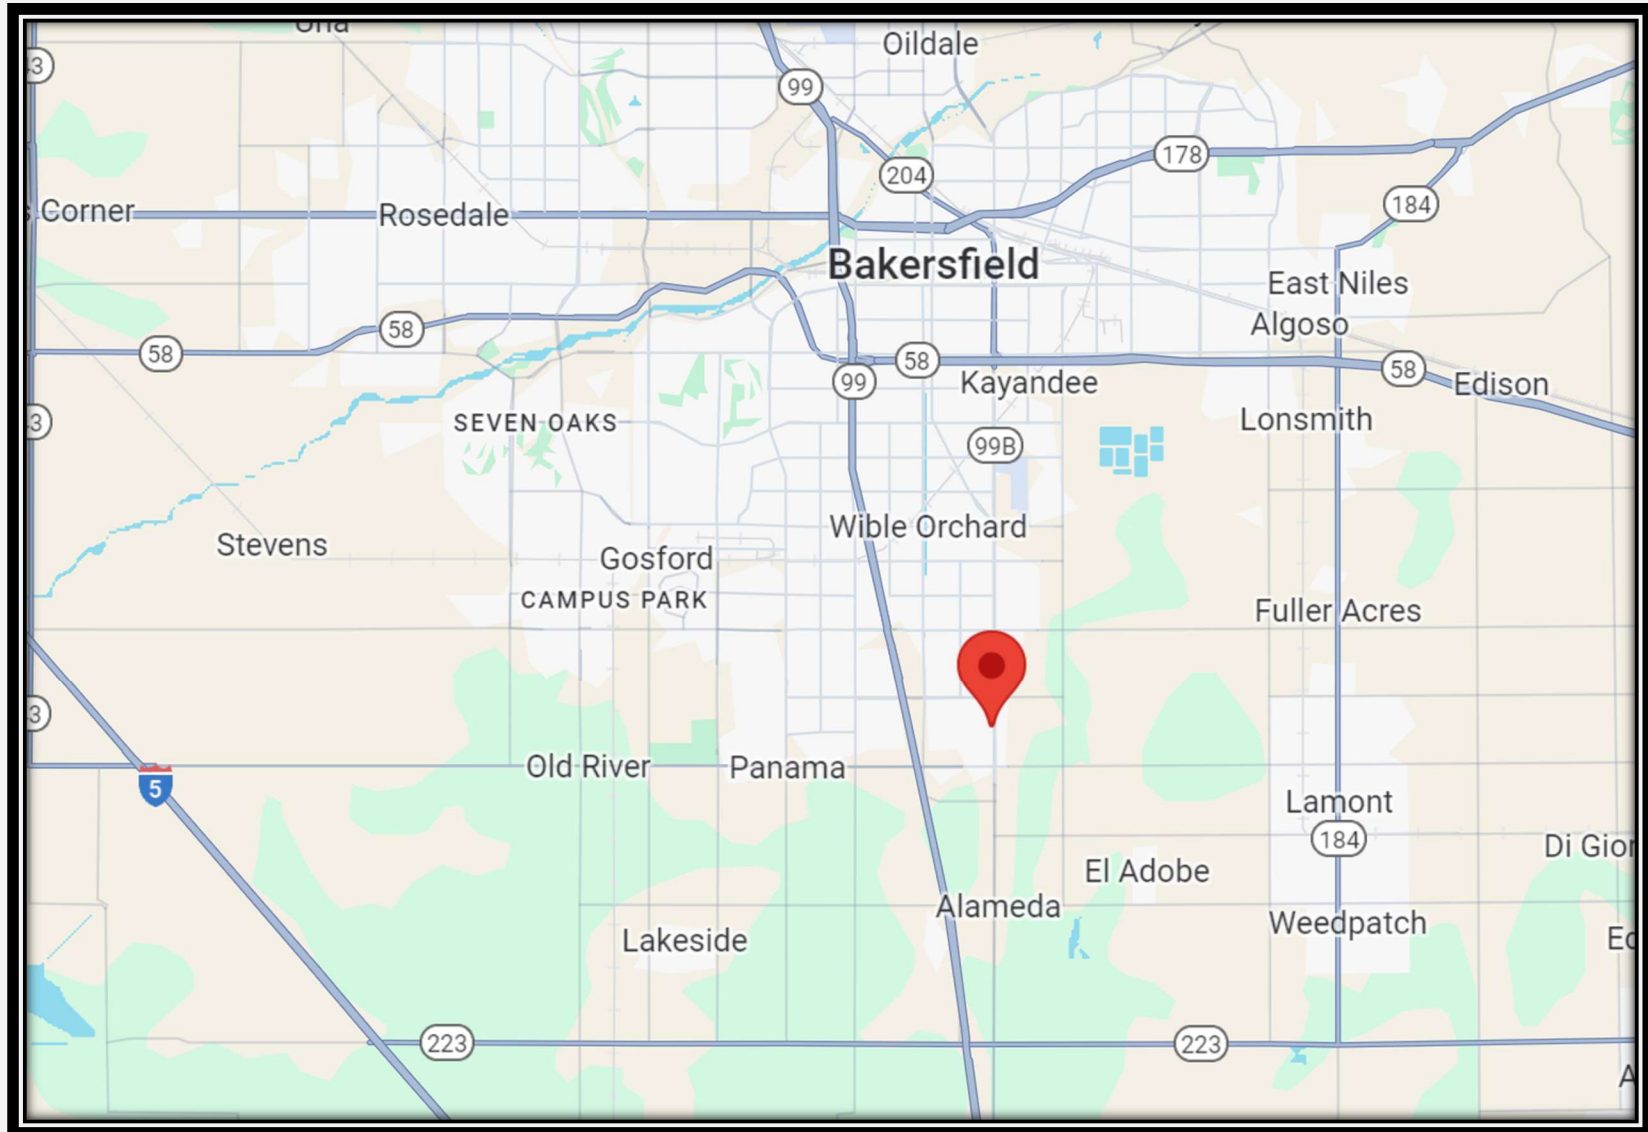 Oildale
99
178
204
184
Corner
Rosedale
Bakersfield
East Niles
Algoso
58
58
58
58
99
Kayandee
Edison
SEVEN OAKS
Lonsmith
99B
Wible Orchard
Stevens
Gosford
CAMPUS PARK
Fuller Acres
Old River
Panama
5
Lamont
184
Di Gior
El Adobe
Alameda
Weedpatch
Lakeside
223
223